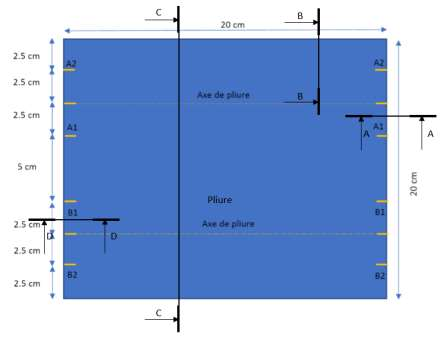 C
20 cm
B
2.5 cm
A2
A2
2.5 cm
Axe de pliure
B
2.5 cm
A1
A1
A
A
5 cm
20 cm
Pliure
B1
B1
2.5 cm
Axe de pliure
D
D
2.5 cm
B2
B2
2.5 cm
C